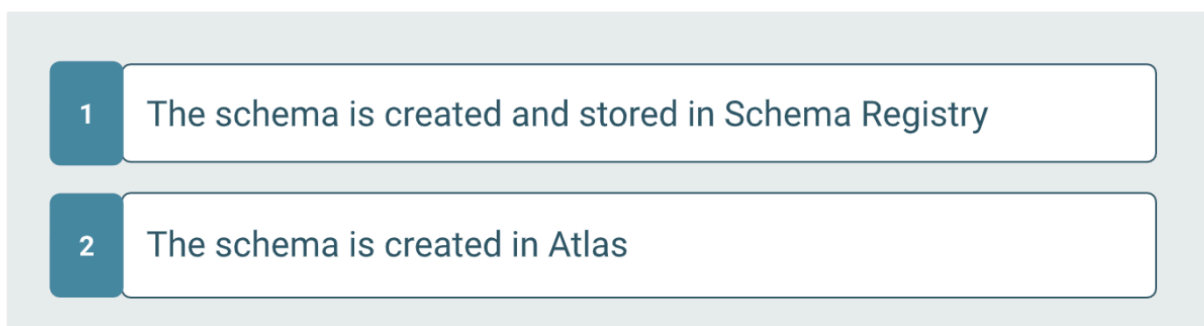 1
The schema is created and stored in Schema Registry
2
The schema is created in Atlas